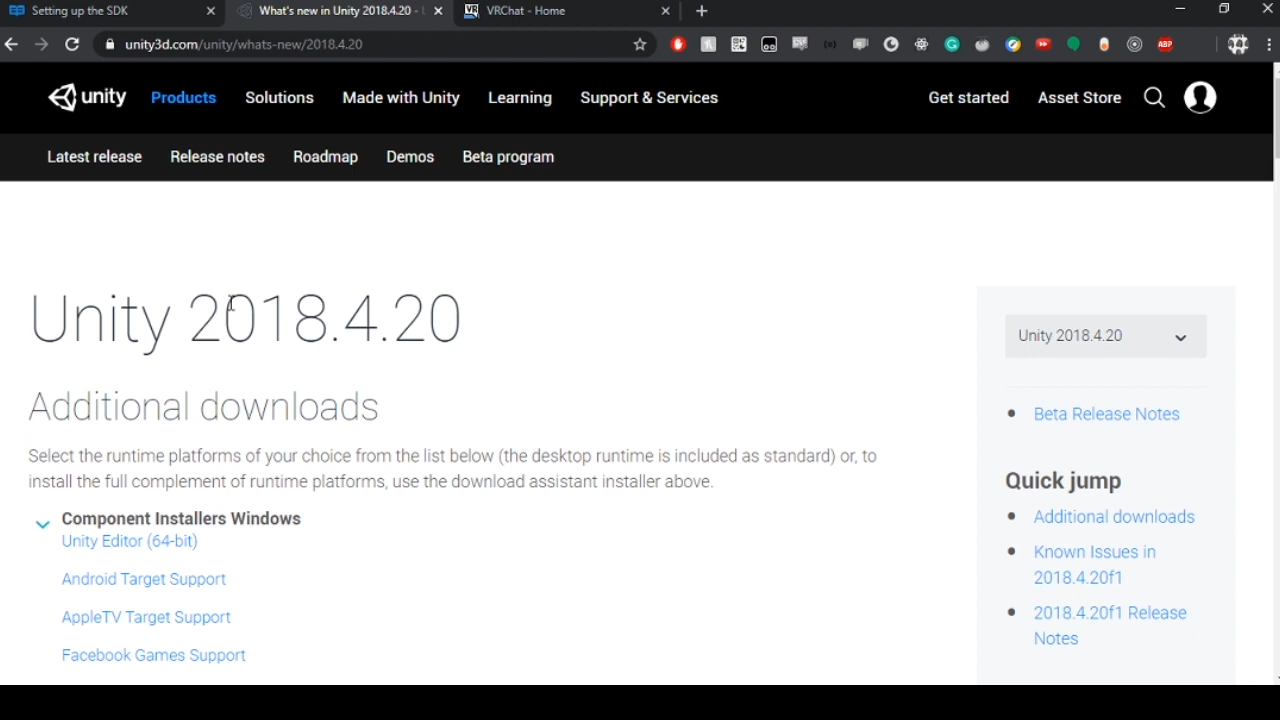 Setting up the SDK
What's new in Unity 2018.4.20 -
VRChat - Home
unity3d.com/unity/whats-new/2018.4.20
unity
Products
Solutions
Made with Unity
Learning
Support & Services
Get started
Asset Store
Latest release
Release notes
Roadmap
Demos
Beta program
Unity 2018.4.20
Additional downloads
Select the runtime platforms of your choice from the list below (the desktop runtime is included as standard) or, to
install the full complement of runtime platforms, use the download assistant installer above.
Component Installers Windows
Unity Editor (64-bit)
Android Target Support
AppleTV Target Support
Facebook Games Support
Unity 2018.4.20
Beta Release Notes
Quick jump
Additional downloads
Known Issues in
2018.4.20f1
2018.4.20f1 Release
Notes